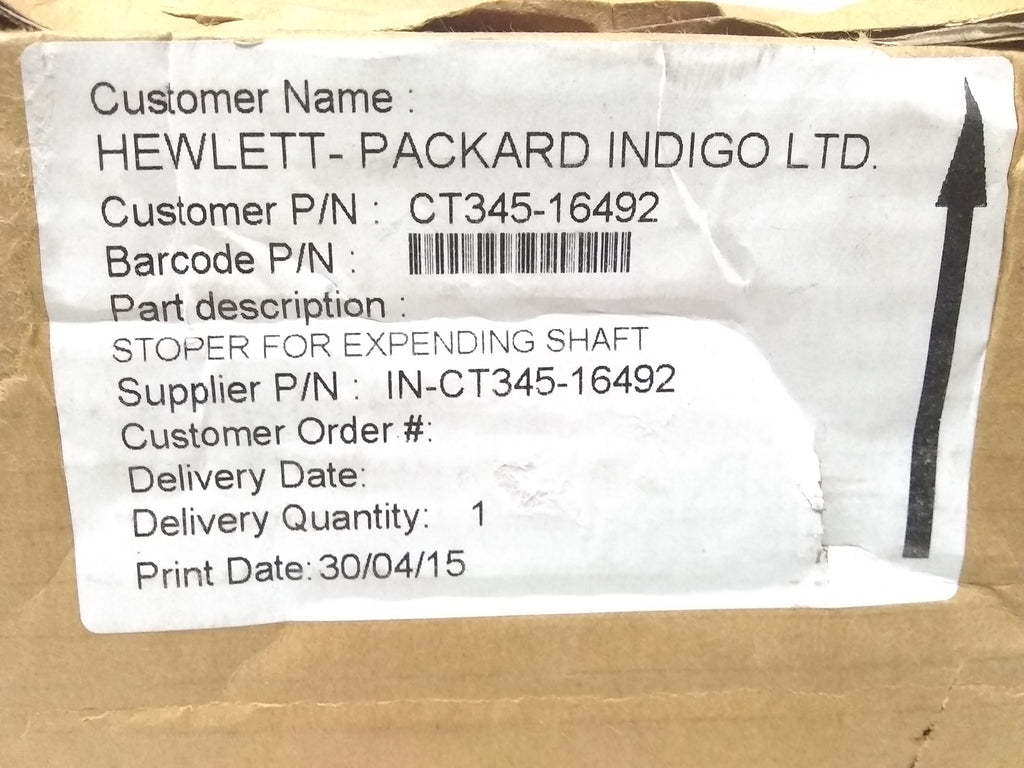 Customer Name :
HEWLETT- PACKARD INDIGO LTD.
Customer P/N : CT345-16492
Barcode P/N :
Part description :
STOPER FOR EXPENDING SHAFT
Supplier P/N : IN-CT345-16492
Customer Order #:
Delivery Date:
Delivery Quantity: 1
Print Date: 30/04/15